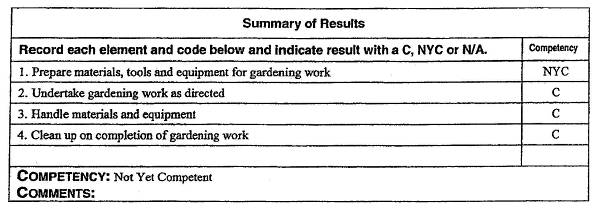 Summary of Results
Record each element and code below and indicate result with a C, NYC or N/A. Competency
1. Prepare materials, tools and equipment for gardening work NYC
2. Undertake gardening work as directed C
3. Handle materials and equipment C
4. Clean up on completion of gardening work C
COMPETENCY: Not Yet Competent
COMMENTS: